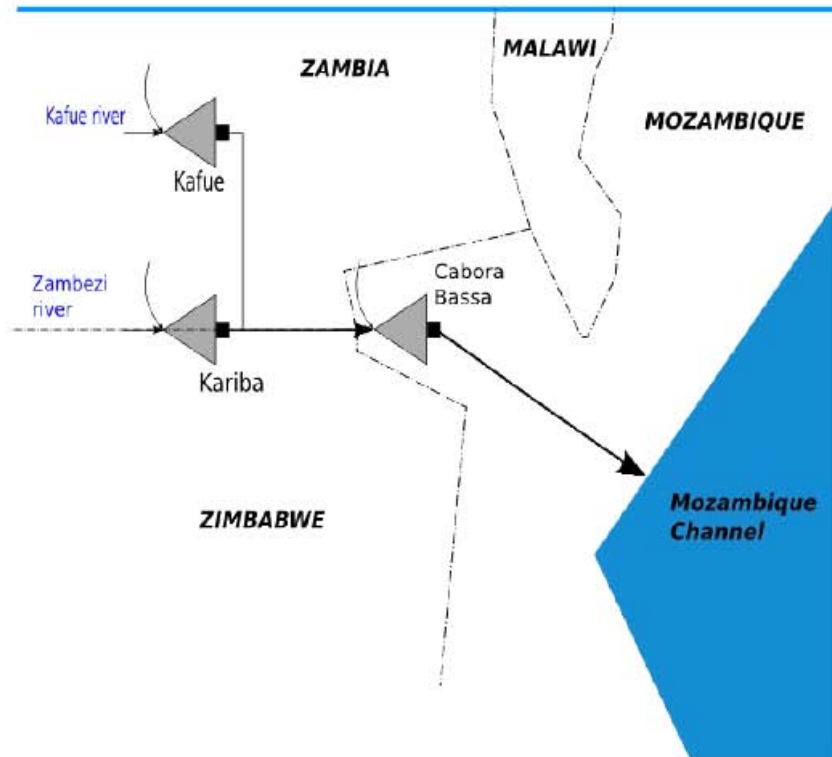 MALAWI
ZAMBIA
MOZAMBIQUE
Kafue river
Kafue
Zambezi
river
Cabora
Bassa
Kariba
ZIMBABWE
Mozambique
Channel